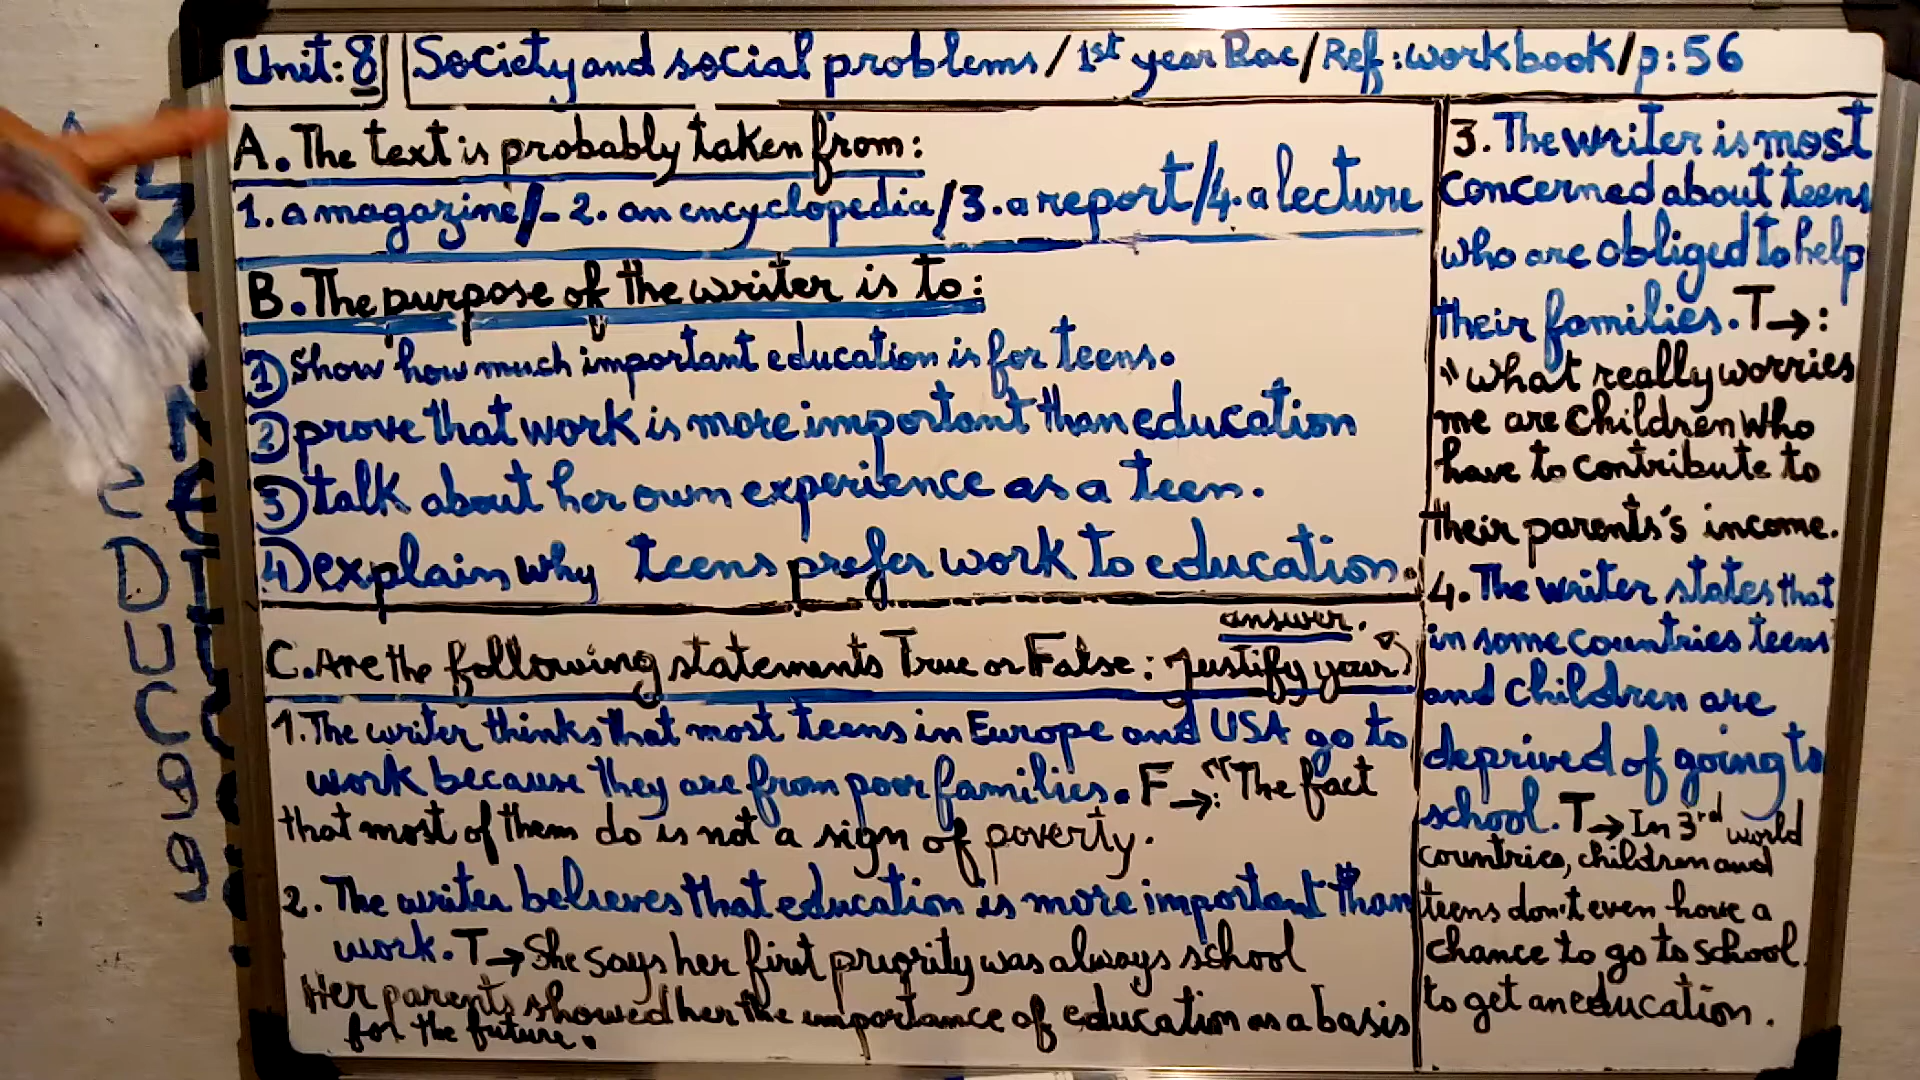 Unit: 8 Society and social problems / 1st year Bac / Ref: workbook / p: 56
A. The text is probably taken from:
1. a magazine / - 2. an encyclopedia / 3. a report / 4. a lecture
B. The purpose of the writer is to:
1) Show how much important education is for teens.
2) prove that work is more important than education
3) talk about her own experience as a teen.
4) explain why teens prefer work to education.
answer.
C. Are the following statements True or False: justify your
1. The writer thinks that most teens in Europe and USA go to
work because they are from poor families. F →: "The fact
that most of them do is not a sign of poverty.
2. The writer believes that education is more important than
work. T → She says her first priority was always school
Her parents showed her the importance of education as a basis
for the future.
3. The writer is most
concerned about teens
who are obliged to help
their families. T → :
"What really worries
me are children who
have to contribute to
their parents's income.
4. The writer states that
in some countries teens
and children are
deprived of going to
school. T → In 3rd world
countries, children and
teens don't even have a
chance to go to school
to get an education.
e
D
U
C
9
9